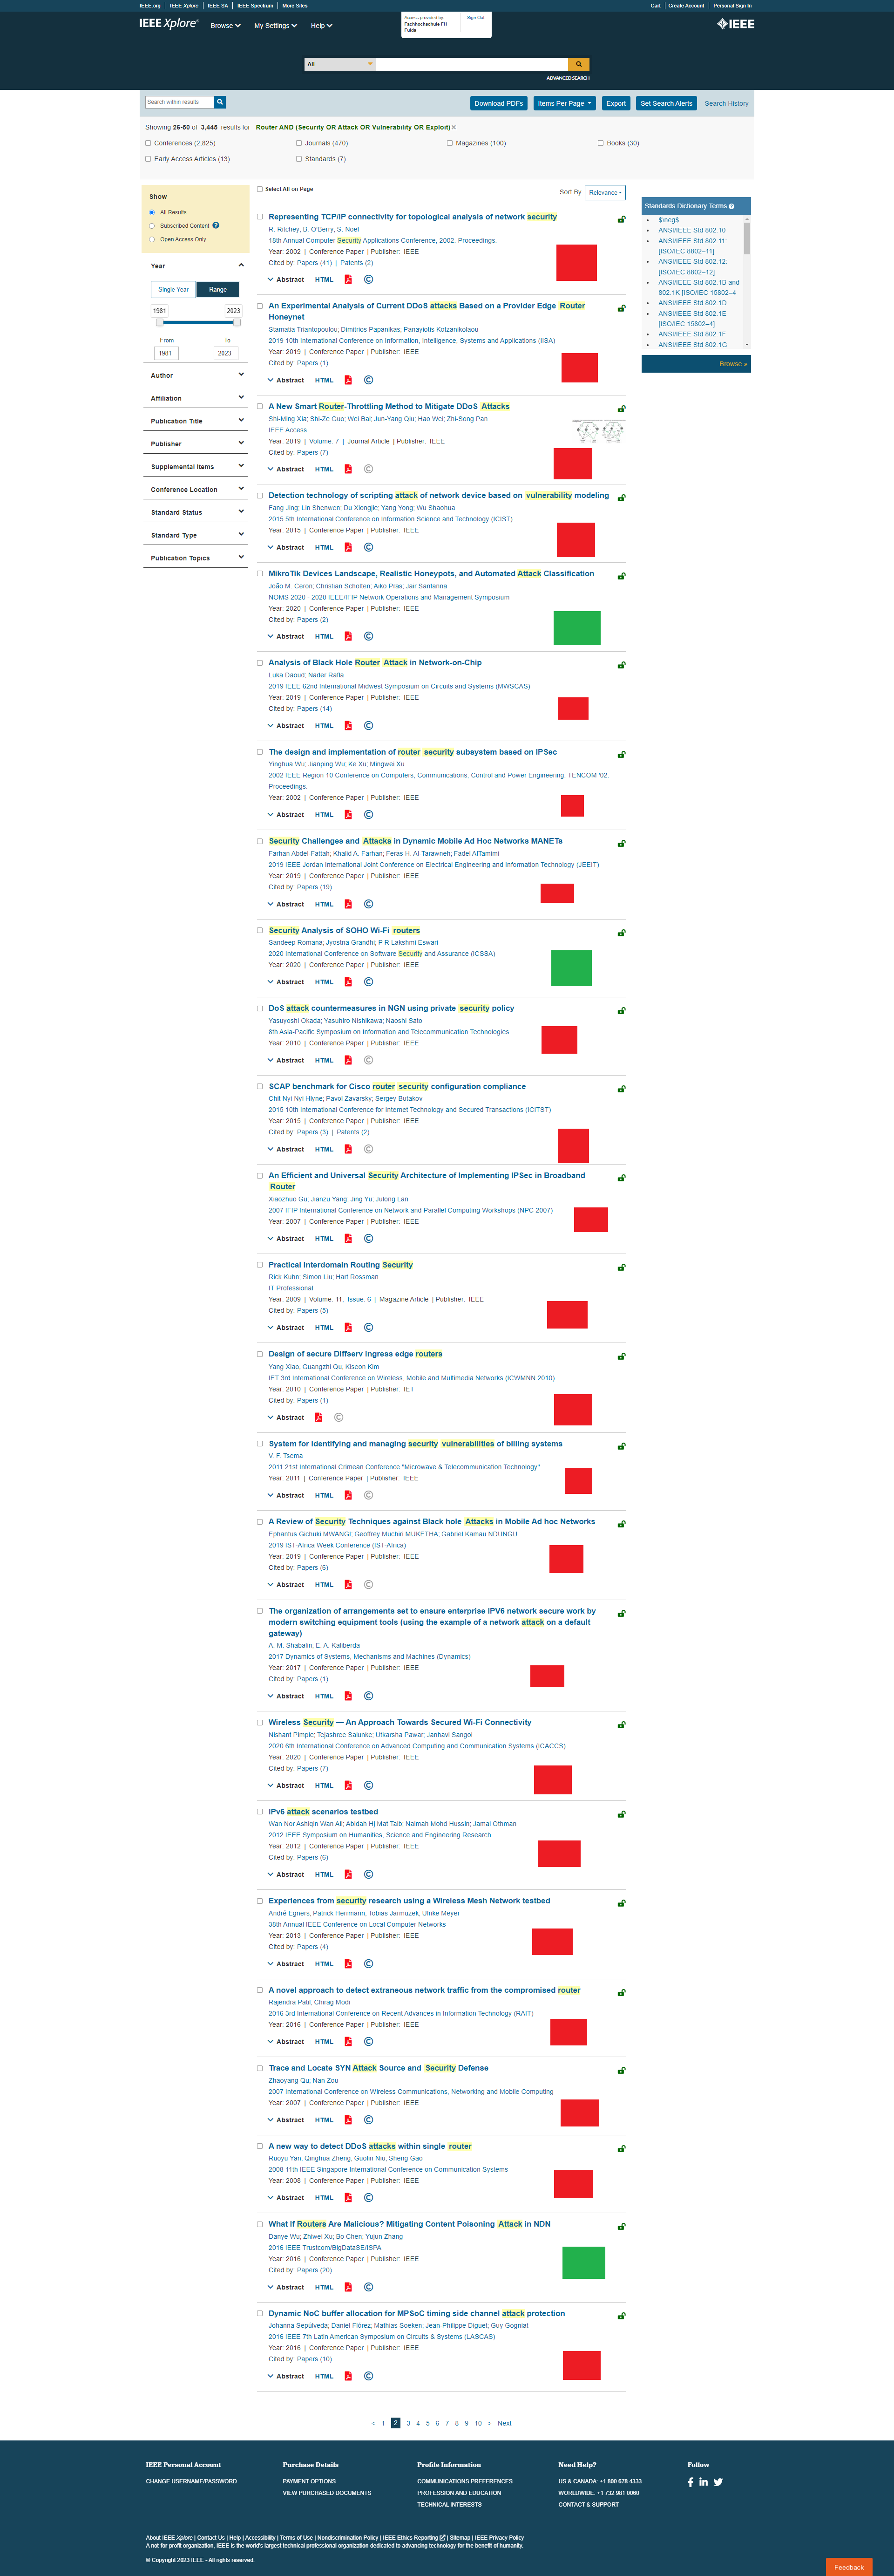 IEEE.org IEEE Xplore IEEE SA IEEE Spectrum More Sites
Cart Create Account Personal Sign In
IEEE Xplore® Browse My Settings Help
Access provided by:
Fachhochschule FH
Fulda
Sign Out
IEEE
All
ADVANCED SEARCH
Search within results
Download PDFs Items Per Page Export Set Search Alerts Search History
Showing 26-50 of 3,445 results for Router AND (Security OR Attack OR Vulnerability OR Exploit) ×
Conferences (2,825) Journals (470) Magazines (100) Books (30)
Early Access Articles (13) Standards (7)
Show
All Results
Subscribed Content
Open Access Only
Year
Single Year Range
1981 2023
From To
1981 2023
Author
Affiliation
Publication Title
Publisher
Supplemental Items
Conference Location
Standard Status
Standard Type
Publication Topics
Select All on Page
Sort By Relevance
Representing TCP/IP connectivity for topological analysis of network security
R. Ritchey; B. O'Berry; S. Noel
18th Annual Computer Security Applications Conference, 2002. Proceedings.
Year: 2002 | Conference Paper | Publisher: IEEE
Cited by: Papers (41) | Patents (2)
Abstract HTML
An Experimental Analysis of Current DDoS attacks Based on a Provider Edge Router
Honeynet
Stamatia Triantopoulou; Dimitrios Papanikas; Panayiotis Kotzanikolaou
2019 10th International Conference on Information, Intelligence, Systems and Applications (IISA)
Year: 2019 | Conference Paper | Publisher: IEEE
Cited by: Papers (1)
Abstract HTML
A New Smart Router-Throttling Method to Mitigate DDoS Attacks
Shi-Ming Xia; Shi-Ze Guo; Wei Bai; Jun-Yang Qiu; Hao Wei; Zhi-Song Pan
IEEE Access
Year: 2019 | Volume: 7 | Journal Article | Publisher: IEEE
Cited by: Papers (7)
Abstract HTML
Detection technology of scripting attack of network device based on vulnerability modeling
Fang Jing, Lin Shenwen; Du Xiongjie; Yang Yong; Wu Shaohua
2015 5th International Conference on Information Science and Technology (ICIST)
Year: 2015 | Conference Paper | Publisher: IEEE
Abstract HTML
MikroTik Devices Landscape, Realistic Honeypots, and Automated Attack Classification
João M. Ceron; Christian Scholten; Aiko Pras; Jair Santanna
NOMS 2020 - 2020 IEEE/IFIP Network Operations and Management Symposium
Year: 2020 | Conference Paper | Publisher: IEEE
Cited by: Papers (2)
Abstract HTML
Analysis of Black Hole Router Attack in Network-on-Chip
Luka Daoud; Nader Rafla
2019 IEEE 62nd International Midwest Symposium on Circuits and Systems (MWSCAS)
Year: 2019 | Conference Paper | Publisher: IEEE
Cited by: Papers (14)
Abstract HTML
The design and implementation of router security subsystem based on IPSec
Yinghua Wu; Jianping Wu; Ke Xu; Mingwei Xu
2002 IEEE Region 10 Conference on Computers, Communications, Control and Power Engineering. TENCOM '02.
Proceedings.
Year: 2002 | Conference Paper | Publisher: IEEE
Abstract HTML
Security Challenges and Attacks in Dynamic Mobile Ad Hoc Networks MANETs
Farhan Abdel-Fattah; Khalid A. Farhan; Feras H. Al-Tarawneh; Fadel AlTamimi
2019 IEEE Jordan International Joint Conference on Electrical Engineering and Information Technology (JEEIT)
Year: 2019 | Conference Paper | Publisher: IEEE
Cited by: Papers (19)
Abstract HTML
Security Analysis of SOHO Wi-Fi routers
Sandeep Romana; Jyostna Grandhi; P R Lakshmi Eswari
2020 International Conference on Software Security and Assurance (ICSSA)
Year: 2020 | Conference Paper | Publisher: IEEE
Abstract HTML
DoS attack countermeasures in NGN using private security policy
Yasuyoshi Okada; Yasuhiro Nishikawa; Naoshi Sato
8th Asia-Pacific Symposium on Information and Telecommunication Technologies
Year: 2010 | Conference Paper | Publisher: IEEE
Abstract HTML
SCAP benchmark for Cisco router security configuration compliance
Chit Nyi Nyi Hlyne; Pavol Zavarsky; Sergey Butakov
2015 10th International Conference for Internet Technology and Secured Transactions (ICITST)
Year: 2015 | Conference Paper | Publisher: IEEE
Cited by: Papers (3) | Patents (2)
Abstract HTML
An Efficient and Universal Security Architecture of Implementing IPSec in Broadband
Router
Xiaozhuo Gu; Jianzu Yang; Jing Yu; Julong Lan
2007 IFIP International Conference on Network and Parallel Computing Workshops (NPC 2007)
Year: 2007 | Conference Paper | Publisher: IEEE
Abstract HTML
Practical Interdomain Routing Security
Rick Kuhn; Simon Liu; Hart Rossman
IT Professional
Year: 2009 | Volume: 11, Issue: 6 | Magazine Article | Publisher: IEEE
Cited by: Papers (5)
Abstract HTML
Design of secure Diffserv ingress edge routers
Yang Xiao; Guangzhi Qu; Kiseon Kim
IET 3rd International Conference on Wireless, Mobile and Multimedia Networks (ICWMNN 2010)
Year: 2010 | Conference Paper | Publisher: IET
Cited by: Papers (1)
Abstract
System for identifying and managing security vulnerabilities of billing systems
V. F. Tsema
2011 21st International Crimean Conference "Microwave & Telecommunication Technology"
Year: 2011 | Conference Paper | Publisher: IEEE
Abstract HTML
A Review of Security Techniques against Black hole Attacks in Mobile Ad hoc Networks
Ephantus Gichuki MWANGI; Geoffrey Muchiri MUKETHA; Gabriel Kamau NDUNGU
2019 IST-Africa Week Conference (IST-Africa)
Year: 2019 | Conference Paper | Publisher: IEEE
Cited by: Papers (6)
Abstract HTML
The organization of arrangements set to ensure enterprise IPV6 network secure work by
modern switching equipment tools (using the example of a network attack on a default
gateway)
A. M. Shabalin; E. A. Kaliberda
2017 Dynamics of Systems, Mechanisms and Machines (Dynamics)
Year: 2017 | Conference Paper | Publisher: IEEE
Cited by: Papers (1)
Abstract HTML
Wireless Security — An Approach Towards Secured Wi-Fi Connectivity
Nishant Pimple; Tejashree Salunke; Utkarsha Pawar; Janhavi Sangoi
2020 6th International Conference on Advanced Computing and Communication Systems (ICACCS)
Year: 2020 | Conference Paper | Publisher: IEEE
Cited by: Papers (7)
Abstract HTML
IPv6 attack scenarios testbed
Wan Nor Ashiqin Wan Ali; Abidah Hj Mat Taib; Naimah Mohd Hussin; Jamal Othman
2012 IEEE Symposium on Humanities, Science and Engineering Research
Year: 2012 | Conference Paper | Publisher: IEEE
Cited by: Papers (6)
Abstract HTML
Experiences from security research using a Wireless Mesh Network testbed
André Egners; Patrick Herrmann; Tobias Jarmuzek; Ulrike Meyer
38th Annual IEEE Conference on Local Computer Networks
Year: 2013 | Conference Paper | Publisher: IEEE
Cited by: Papers (4)
Abstract HTML
A novel approach to detect extraneous network traffic from the compromised router
Rajendra Patil; Chirag Modi
2016 3rd International Conference on Recent Advances in Information Technology (RAIT)
Year: 2016 | Conference Paper | Publisher: IEEE
Abstract HTML
Trace and Locate SYN Attack Source and Security Defense
Zhaoyang Qu; Nan Zou
2007 International Conference on Wireless Communications, Networking and Mobile Computing
Year: 2007 | Conference Paper | Publisher: IEEE
Abstract HTML
A new way to detect DDoS attacks within single router
Ruoyu Yan; Qinghua Zheng; Guolin Niu; Sheng Gao
2008 11th IEEE Singapore International Conference on Communication Systems
Year: 2008 | Conference Paper | Publisher: IEEE
Abstract HTML
What If Routers Are Malicious? Mitigating Content Poisoning Attack in NDN
Danye Wu; Zhiwei Xu; Bo Chen; Yujun Zhang
2016 IEEE Trustcom/BigDataSE/ISPA
Year: 2016 | Conference Paper | Publisher: IEEE
Cited by: Papers (20)
Abstract HTML
Dynamic NoC buffer allocation for MPSoC timing side channel attack protection
Johanna Sepúlveda; Daniel Flórez; Mathias Soeken; Jean-Philippe Diguet; Guy Gogniat
2016 IEEE 7th Latin American Symposium on Circuits & Systems (LASCAS)
Year: 2016 | Conference Paper | Publisher: IEEE
Cited by: Papers (10)
Abstract HTML
Standards Dictionary Terms
$\neg$
ANSI/IEEE Std 802.10
ANSI/IEEE Std 802.11:
[ISO/IEC 8802–11]
ANSI/IEEE Std 802.12:
[ISO/IEC 8802–12]
ANSI/IEEE Std 802.1B and
802.1K [ISO/IEC 15802–4
ANSI/IEEE Std 802.1D
ANSI/IEEE Std 802.1E
[ISO/IEC 15802–4]
ANSI/IEEE Std 802.1F
ANSI/IEEE Std 802.1G
Browse »
< 1 2 3 4 5 6 7 8 9 10 > Next
IEEE Personal Account
CHANGE USERNAME/PASSWORD
Purchase Details
PAYMENT OPTIONS
VIEW PURCHASED DOCUMENTS
Profile Information
COMMUNICATIONS PREFERENCES
PROFESSION AND EDUCATION
TECHNICAL INTERESTS
Need Help?
US & CANADA: +1 800 678 4333
WORLDWIDE: +1 732 981 0060
CONTACT & SUPPORT
Follow
About IEEE Xplore | Contact Us | Help | Accessibility | Terms of Use | Nondiscrimination Policy | IEEE Ethics Reporting | Sitemap | IEEE Privacy Policy
A not-for-profit organization, IEEE is the world's largest technical professional organization dedicated to advancing technology for the benefit of humanity.
© Copyright 2023 IEEE - All rights reserved.
Feedback